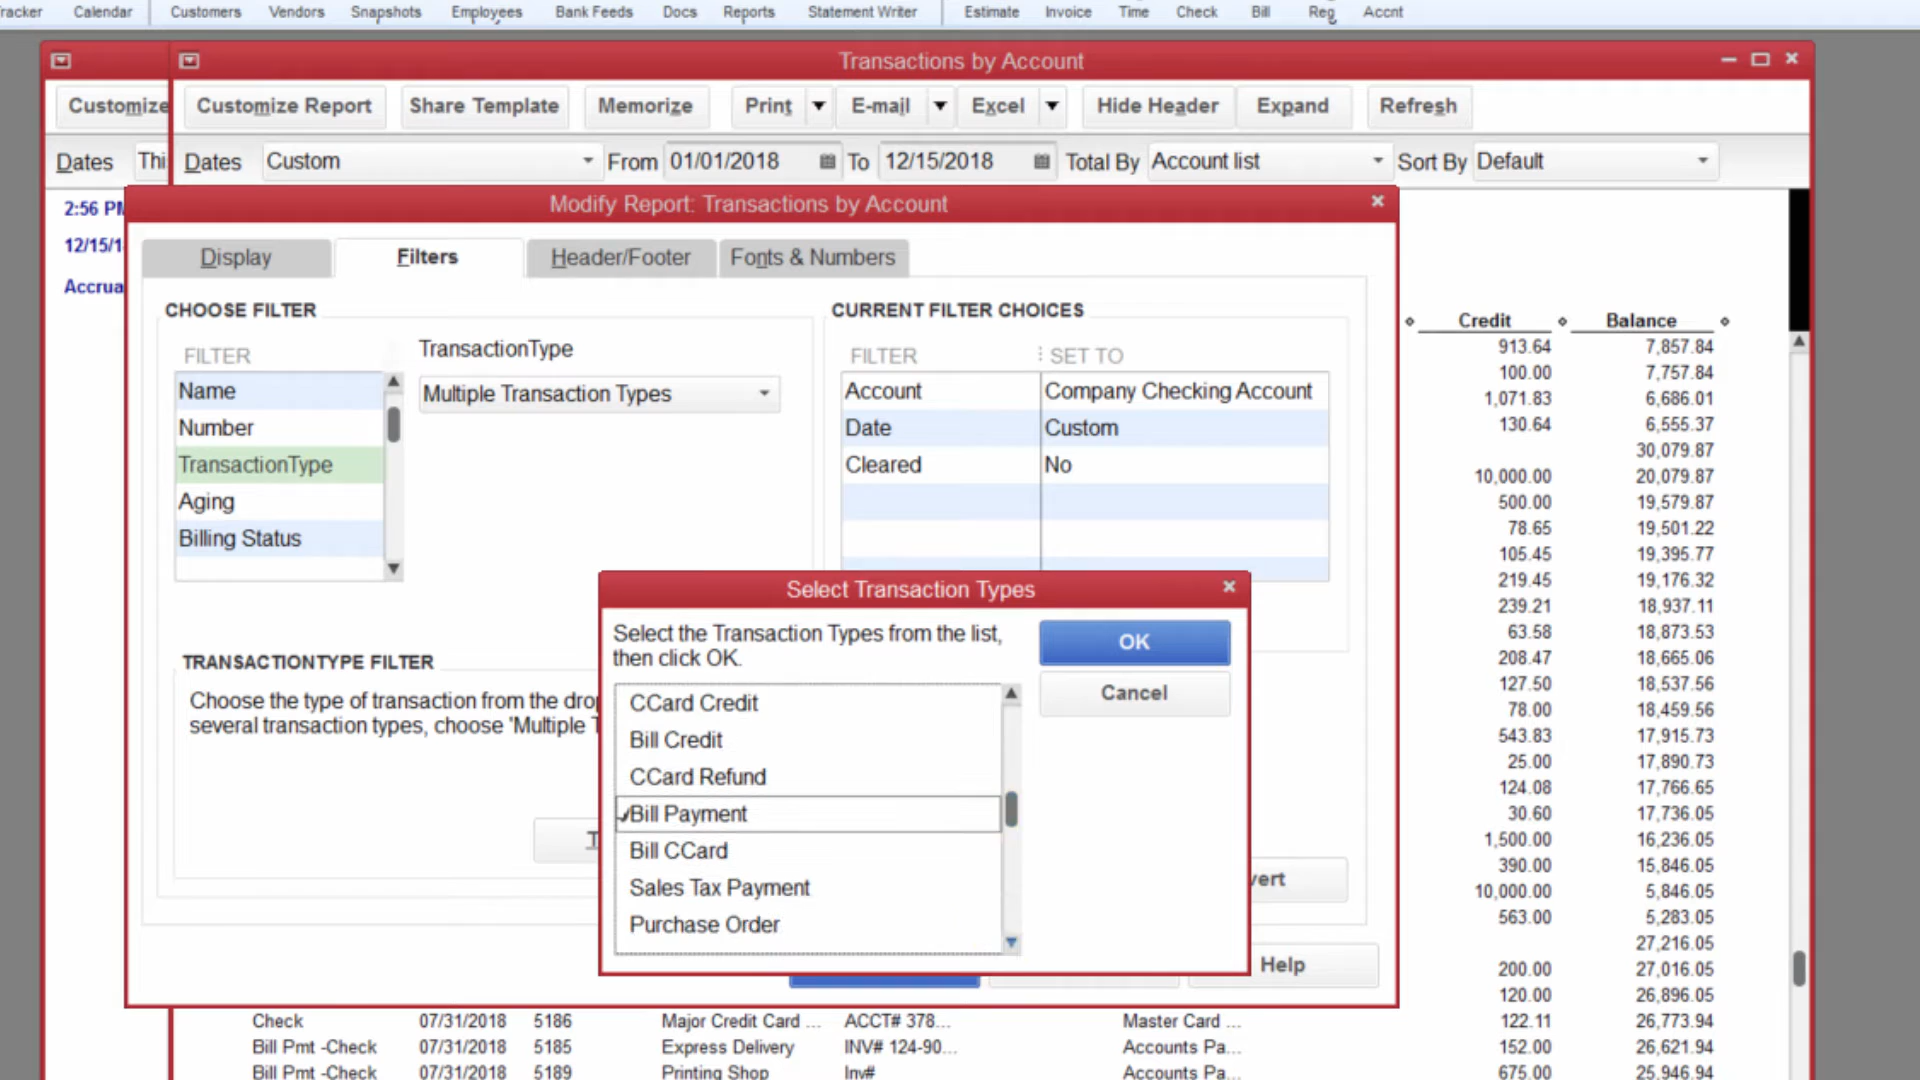 racker Calendar Customers Vendors Snapshots Employees Bank Feeds Docs Reports Statement Writer Estimate Invoice Time Check Bill Reg Accnt
Transactions by Account
Customize Customize Report Share Template Memorize Print E-mail Excel Hide Header Expand Refresh
Dates Thi Dates Custom From 01/01/2018 To 12/15/2018 Total By Account list Sort By Default
2:56 PM
12/15/1
Accrua
Modify Report: Transactions by Account
Display Filters Header/Footer Fonts & Numbers
CHOOSE FILTER
FILTER
Name
Number
TransactionType
Aging
Billing Status
TransactionType
Multiple Transaction Types
CURRENT FILTER CHOICES
FILTER SET TO
Account Company Checking Account
Date Custom
Cleared No
TRANSACTIONTYPE FILTER
Choose the type of transaction from the drop
several transaction types, choose 'Multiple T
T
vert
Help
Select Transaction Types
Select the Transaction Types from the list,
then click OK.
OK
Cancel
CCard Credit
Bill Credit
CCard Refund
✓Bill Payment
Bill CCard
Sales Tax Payment
Purchase Order
Credit Balance
913.64 7,857.84
100.00 7,757.84
1,071.83 6,686.01
130.64 6,555.37
30,079.87
10,000.00 20,079.87
500.00 19,579.87
78.65 19,501.22
105.45 19,395.77
219.45 19,176.32
239.21 18,937.11
63.58 18,873.53
208.47 18,665.06
127.50 18,537.56
78.00 18,459.56
543.83 17,915.73
25.00 17,890.73
124.08 17,766.65
30.60 17,736.05
1,500.00 16,236.05
390.00 15,846.05
10,000.00 5,846.05
563.00 5,283.05
27,216.05
200.00 27,016.05
120.00 26,896.05
Check 07/31/2018 5186 Major Credit Card ... ACCT# 378... Master Card ... 122.11 26,773.94
Bill Pmt -Check 07/31/2018 5185 Express Delivery INV# 124-90... Accounts Pa... 152.00 26,621.94
Bill Pmt -Check 07/31/2018 5189 Printing Shop Inv# Accounts Pa... 675.00 25,946.94